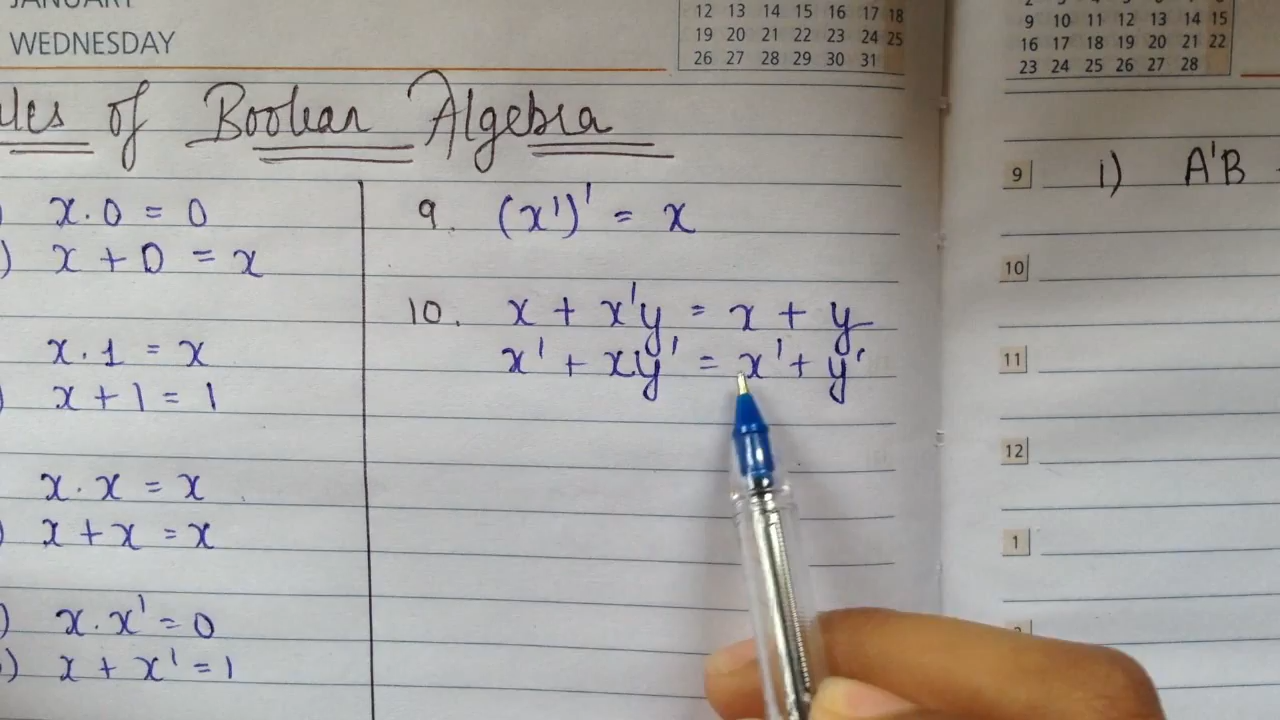 WEDNESDAY
12 13 14 15 16 17 18
19 20 21 22 23 24 25
26 27 28 29 30 31
9 10 11 12 13 14 15
16 17 18 19 20 21 22
23 24 25 26 27 28
of Boolean Algebra
x . 0 = 0
x + 0 = x
x . 1 = x
x + 1 = 1
x . x = x
x + x = x
x . x' = 0
x + x' = 1
9. (x')' = x
10. x + x'y = x + y
x' + xy' = x' + y'
9 1) A'B
10
11
12
1